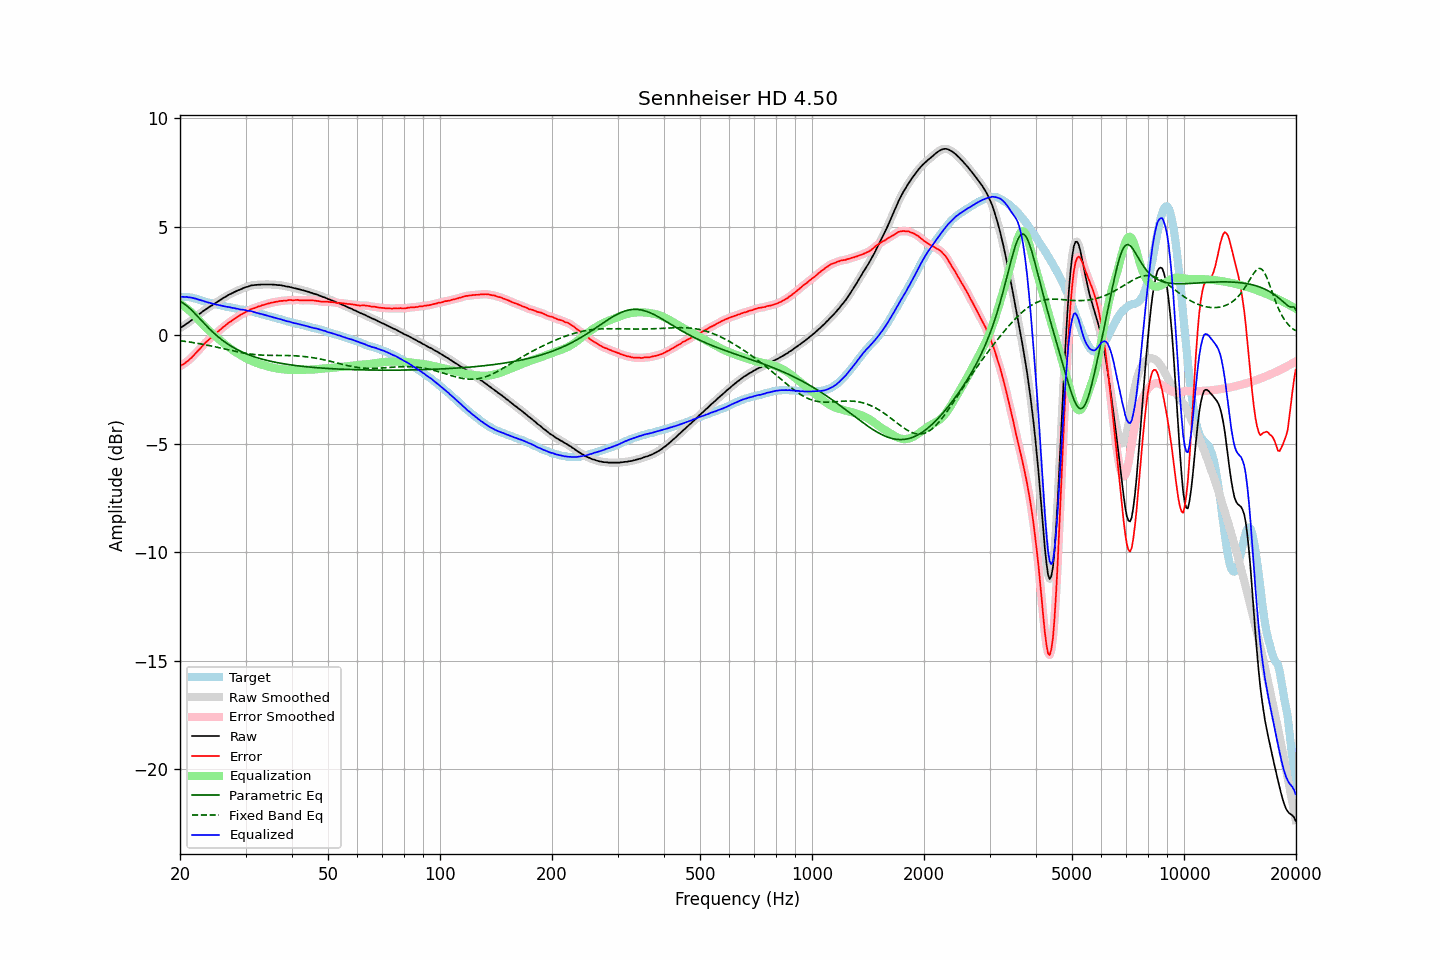 Sennheiser HD 4.50
Amplitude (dBr)
10
5
0
−5
−10
−15
−20
Target
Raw Smoothed
Error Smoothed
Raw
Error
Equalization
Parametric Eq
Fixed Band Eq
Equalized
20 50 100 200 500 1000 2000 5000 10000 20000
Frequency (Hz)